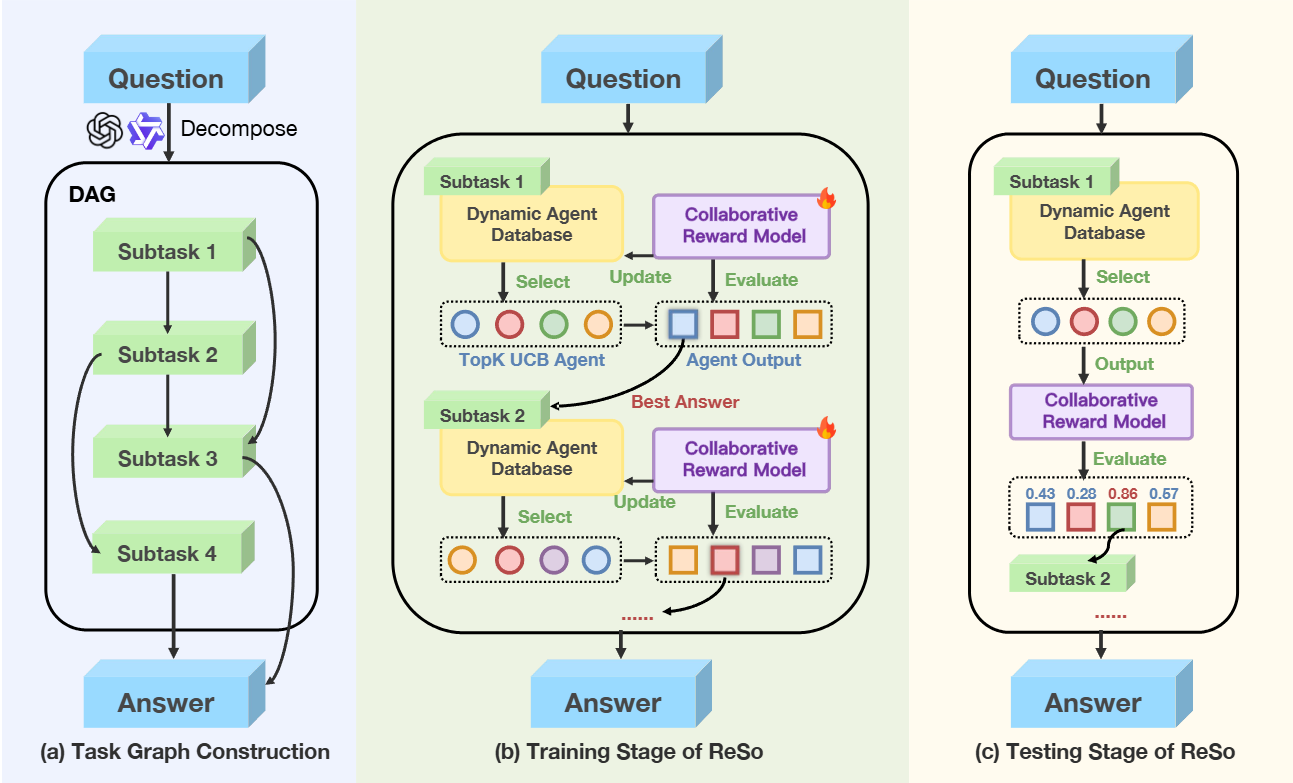 Question
Decompose
DAG
Subtask 1
Subtask 2
Subtask 3
Subtask 4
Answer
(a) Task Graph Construction
Question
Subtask 1
Dynamic Agent
Database
Collaborative
Reward Model
Select
Update
Evaluate
TopK UCB Agent
Agent Output
Best Answer
Subtask 2
Dynamic Agent
Database
Collaborative
Reward Model
Select
Update
Evaluate
......
Answer
(b) Training Stage of ReSo
Question
Subtask 1
Dynamic Agent
Database
Select
Output
Collaborative
Reward Model
Evaluate
0.43 0.28 0.86 0.57
Subtask 2
......
Answer
(c) Testing Stage of ReSo